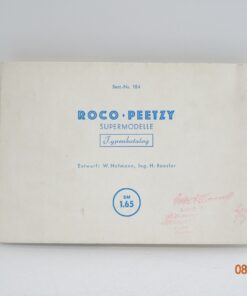 Best.-Nr. 184
ROCO • PEETZY
SUPERMODELLE
Typenkatalog
Entwurf: W. Hofmann, Ing. H. Roessler
DM
1.65
08